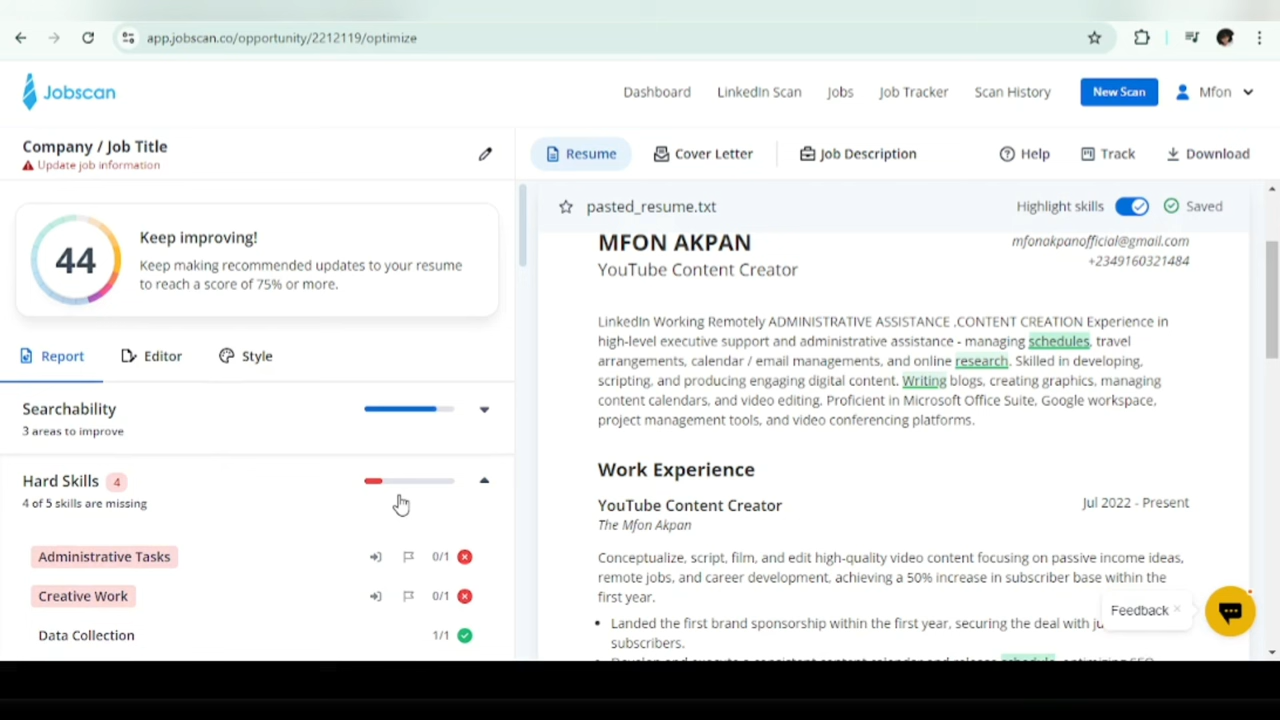 app.jobscan.co/opportunity/2212119/optimize
Jobscan
Dashboard LinkedIn Scan Jobs Job Tracker Scan History New Scan Mfon
Company / Job Title
Update job information
Resume Cover Letter Job Description Help Track Download
pasted_resume.txt Highlight skills Saved
44
Keep improving!
Keep making recommended updates to your resume
to reach a score of 75% or more.
Report Editor Style
Searchability
3 areas to improve
Hard Skills 4
4 of 5 skills are missing
Administrative Tasks 0/1
Creative Work 0/1
Data Collection 1/1
MFON AKPAN
mfonakpanofficial@gmail.com
YouTube Content Creator
+2349160321484
LinkedIn Working Remotely ADMINISTRATIVE ASSISTANCE .CONTENT CREATION Experience in
high-level executive support and administrative assistance - managing schedules, travel
arrangements, calendar / email managements, and online research. Skilled in developing,
scripting, and producing engaging digital content. Writing blogs, creating graphics, managing
content calendars, and video editing. Proficient in Microsoft Office Suite, Google workspace,
project management tools, and video conferencing platforms.
Work Experience
YouTube Content Creator Jul 2022 - Present
The Mfon Akpan
Conceptualize, script, film, and edit high-quality video content focusing on passive income ideas,
remote jobs, and career development, achieving a 50% increase in subscriber base within the
first year.
• Landed the first brand sponsorship within the first year, securing the deal with
subscribers.
Feedback